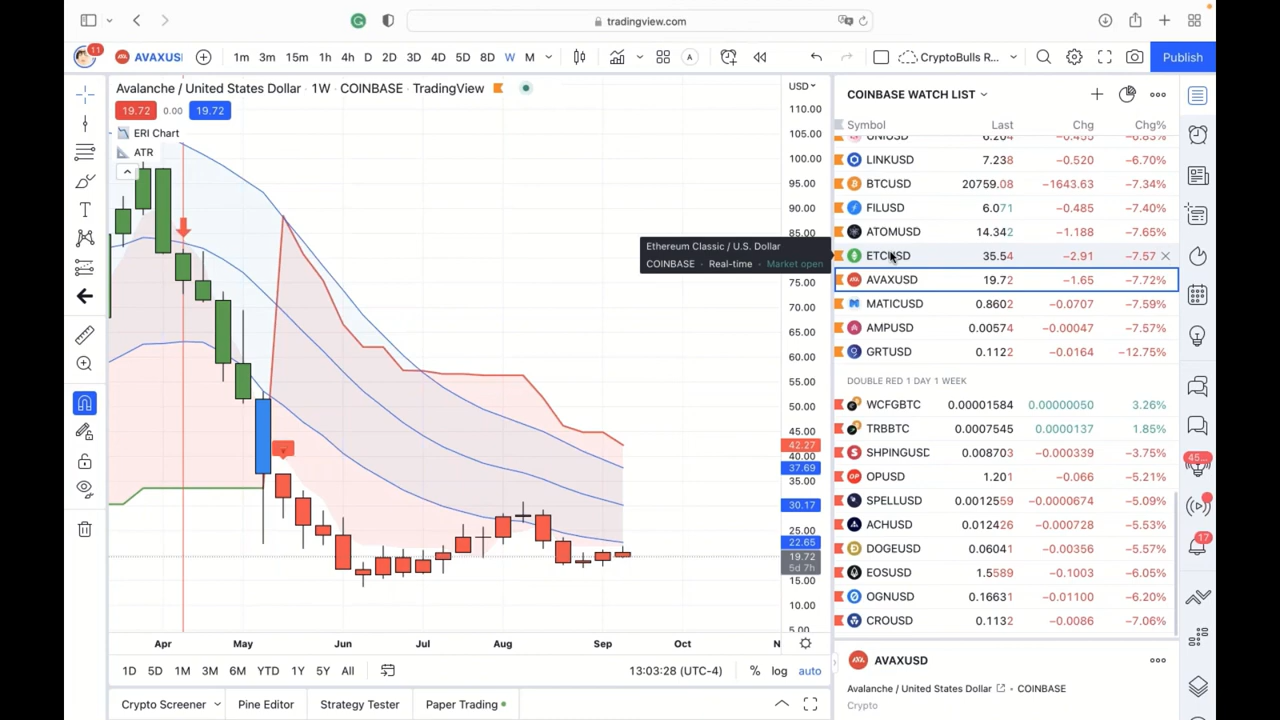 tradingview.com
11
AVAXUSI
1m 3m 15m 1h 4h D 2D 3D 4D 5D 8D W M
A
CryptoBulls R...
Publish
Avalanche / United States Dollar · 1W · COINBASE · TradingView
19.72 0.00 19.72
ERI Chart
ATR
USD
110.00
105.00
100.00
95.00
90.00
85.00
75.00
70.00
65.00
60.00
55.00
50.00
45.00
42.27
40.00
37.69
35.00
30.17
25.00
22.65
19.72
5d 7h
15.00
10.00
5.00
Apr May Jun Jul Aug Sep Oct N
1D 5D 1M 3M 6M YTD 1Y 5Y All
13:03:28 (UTC-4)
% log auto
Crypto Screener Pine Editor Strategy Tester Paper Trading
COINBASE WATCH LIST
Symbol Last Chg Chg%
UNIUSD 6.204 −0.455 −6.83%
LINKUSD 7.238 −0.520 −6.70%
BTCUSD 20759.08 −1643.63 −7.34%
FILUSD 6.071 −0.485 −7.40%
ATOMUSD 14.342 −1.188 −7.65%
Ethereum Classic / U.S. Dollar
COINBASE · Real-time · Market open
ETCUSD 35.54 −2.91 −7.57
AVAXUSD 19.72 −1.65 −7.72%
MATICUSD 0.8602 −0.0707 −7.59%
AMPUSD 0.00574 −0.00047 −7.57%
GRTUSD 0.1122 −0.0164 −12.75%
DOUBLE RED 1 DAY 1 WEEK
WCFGBTC 0.00001584 0.00000050 3.26%
TRBBTC 0.0007545 0.0000137 1.85%
SHPINGUSD 0.008703 −0.000339 −3.75%
OPUSD 1.201 −0.066 −5.21%
SPELLUSD 0.0012559 −0.0000674 −5.09%
ACHUSD 0.012426 −0.000728 −5.53%
DOGEUSD 0.06041 −0.00356 −5.57%
EOSUSD 1.5589 −0.1003 −6.05%
OGNUSD 0.16631 −0.01100 −6.20%
CROUSD 0.1132 −0.0086 −7.06%
AVAXUSD
Avalanche / United States Dollar · COINBASE
Crypto
45...
17